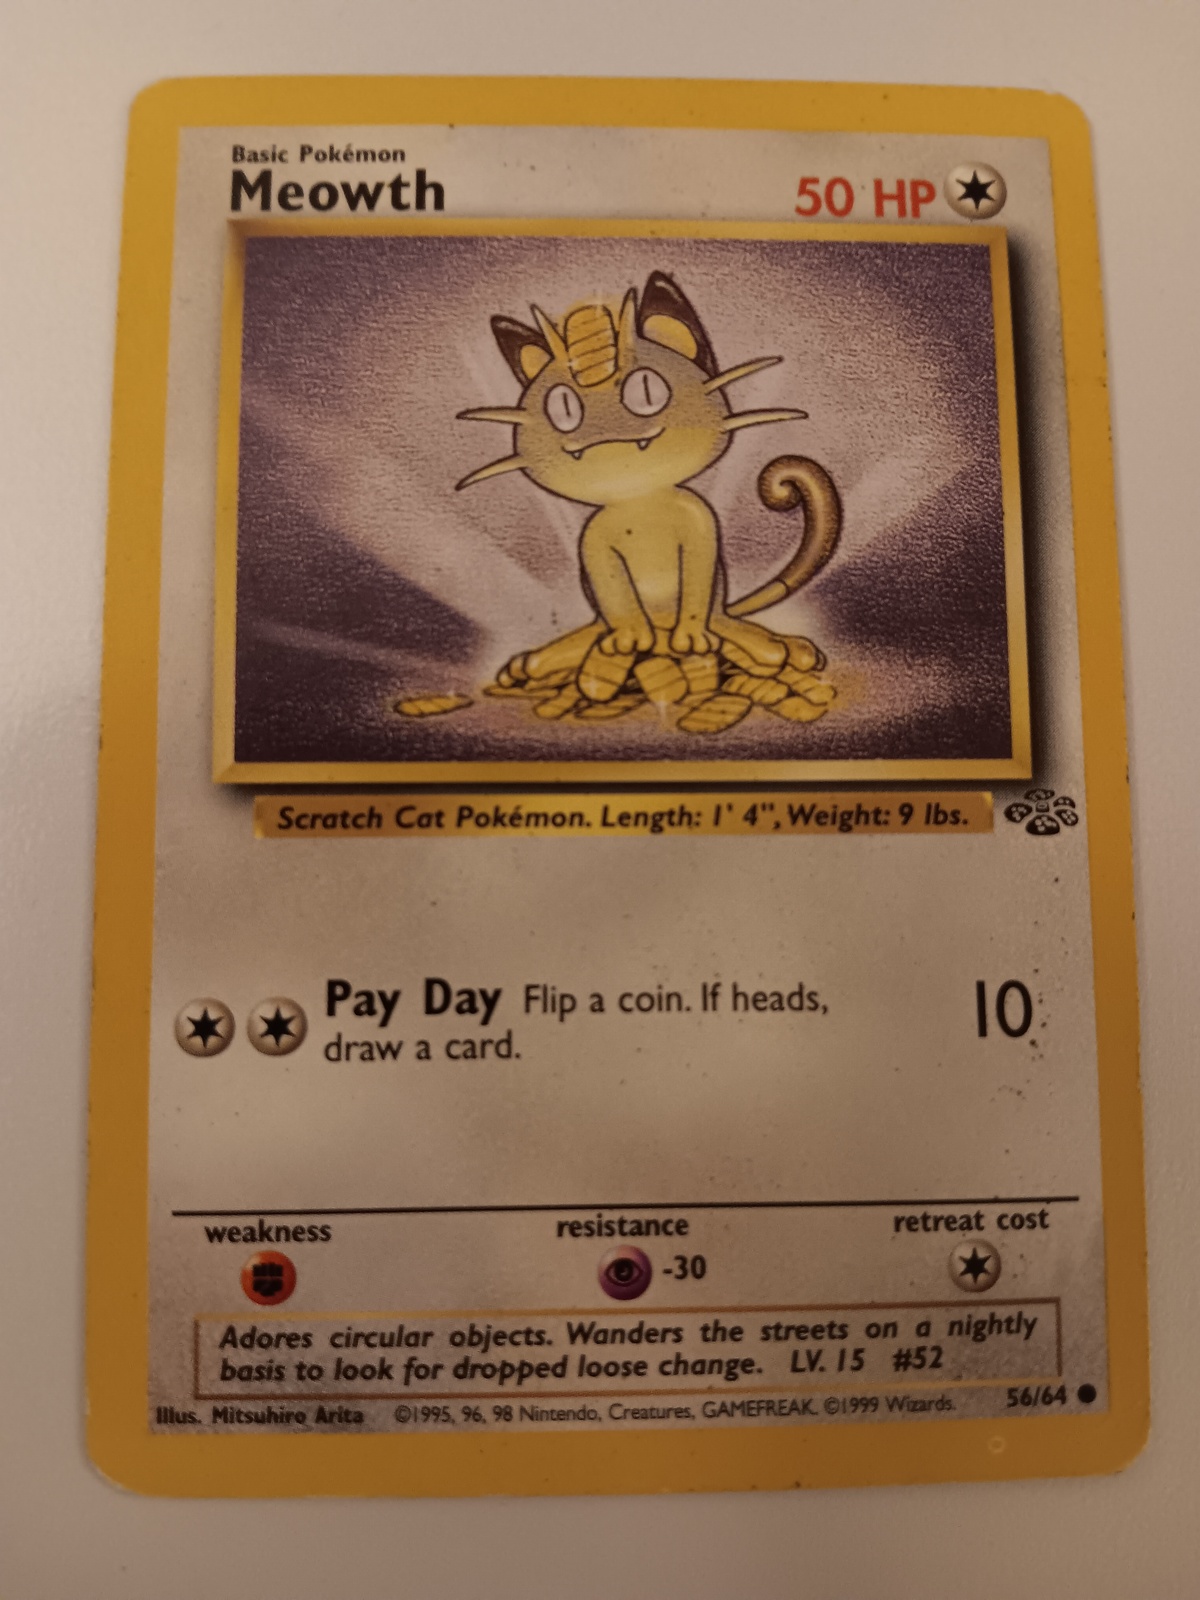 Basic Pokémon
Meowth
50 HP
Scratch Cat Pokémon. Length: 1' 4", Weight: 9 lbs.
Pay Day Flip a coin. If heads,
draw a card.
10
weakness
resistance
retreat cost
-30
Adores circular objects. Wanders the streets on a nightly
basis to look for dropped loose change. LV. 15 #52
Illus. Mitsuhiro Arita ©1995, 96, 98 Nintendo, Creatures, GAMEFREAK. ©1999 Wizards. 56/64